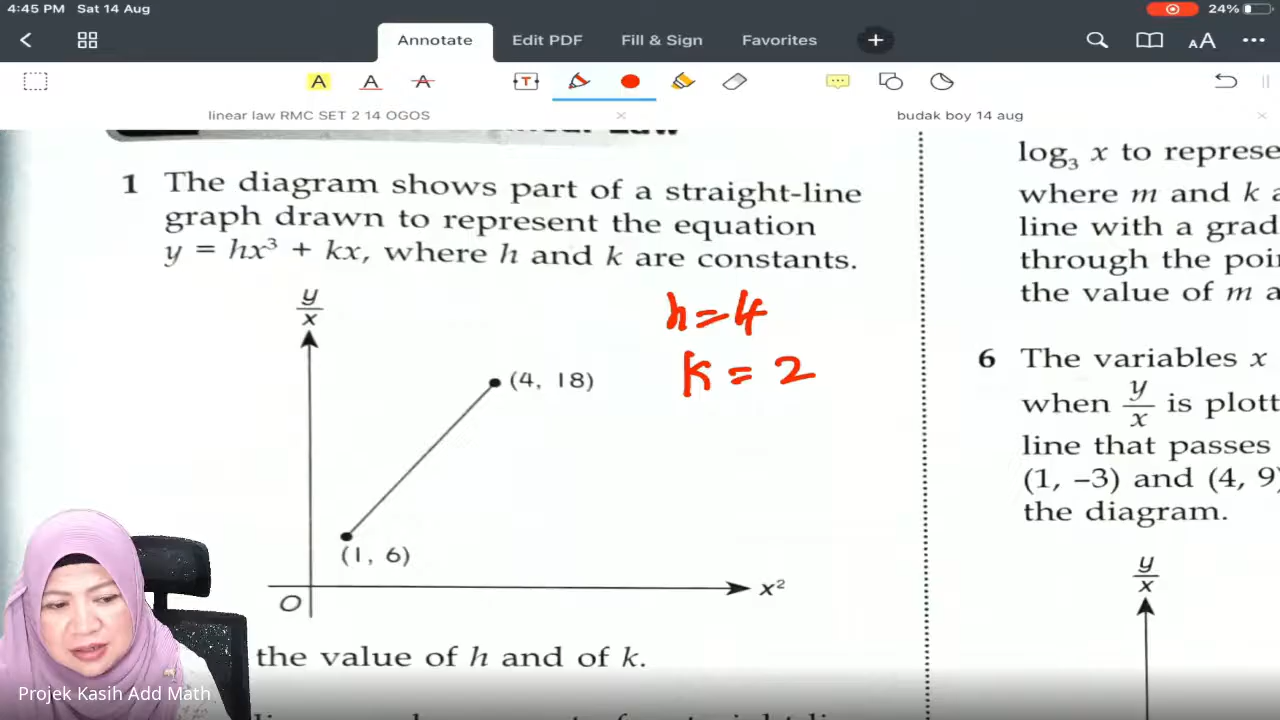 4:45 PM Sat 14 Aug
24%
Annotate
Edit PDF
Fill & Sign
Favorites
linear law RMC SET 2 14 OGOS
budak boy 14 aug
1 The diagram shows part of a straight-line
graph drawn to represent the equation
y = hx³ + kx, where h and k are constants.
y/x
(4, 18)
(1, 6)
O
x²
h=4
k = 2
the value of h and of k.
log₃ x to represe
where m and k a
line with a grad
through the poi
the value of m a
6 The variables x
when y/x is plott
line that passes
(1, −3) and (4, 9)
the diagram.
y/x
Projek Kasih Add Math